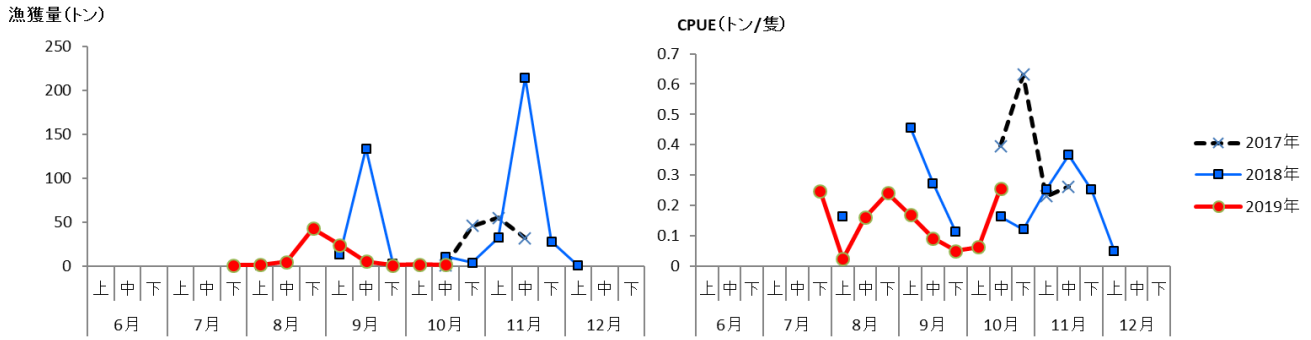 漁獲量(トン)
250
200
150
100
50
0
上 中 下 上 中 下 上 中 下 上 中 下 上 中 下 上 中 下 上 中 下
6月 7月 8月 9月 10月 11月 12月
CPUE(トン/隻)
0.7
0.6
0.5
0.4
0.3
0.2
0.1
0
上 中 下 上 中 下 上 中 下 上 中 下 上 中 下 上 中 下 上 中 下
6月 7月 8月 9月 10月 11月 12月
2017年
2018年
2019年